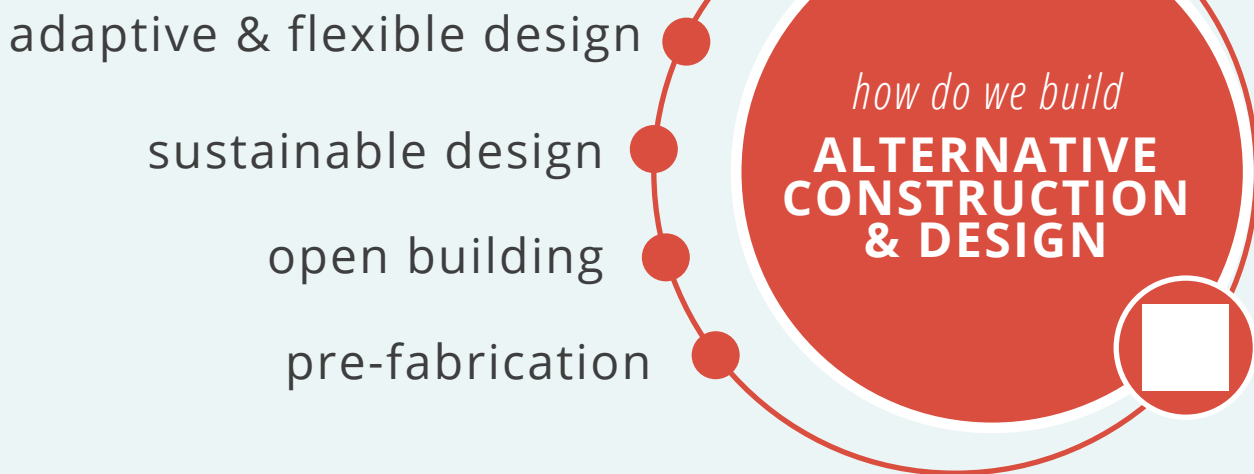 adaptive & flexible design
sustainable design
open building
pre-fabrication
how do we build
ALTERNATIVE
CONSTRUCTION
& DESIGN